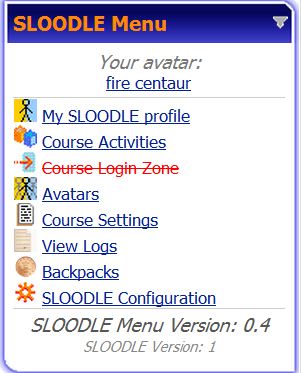 SLOODLE Menu
Your avatar:
fire centaur
My SLOODLE profile
Course Activities
Course Login Zone
Avatars
Course Settings
View Logs
Backpacks
SLOODLE Configuration
SLOODLE Menu Version: 0.4
SLOODLE Version: 1